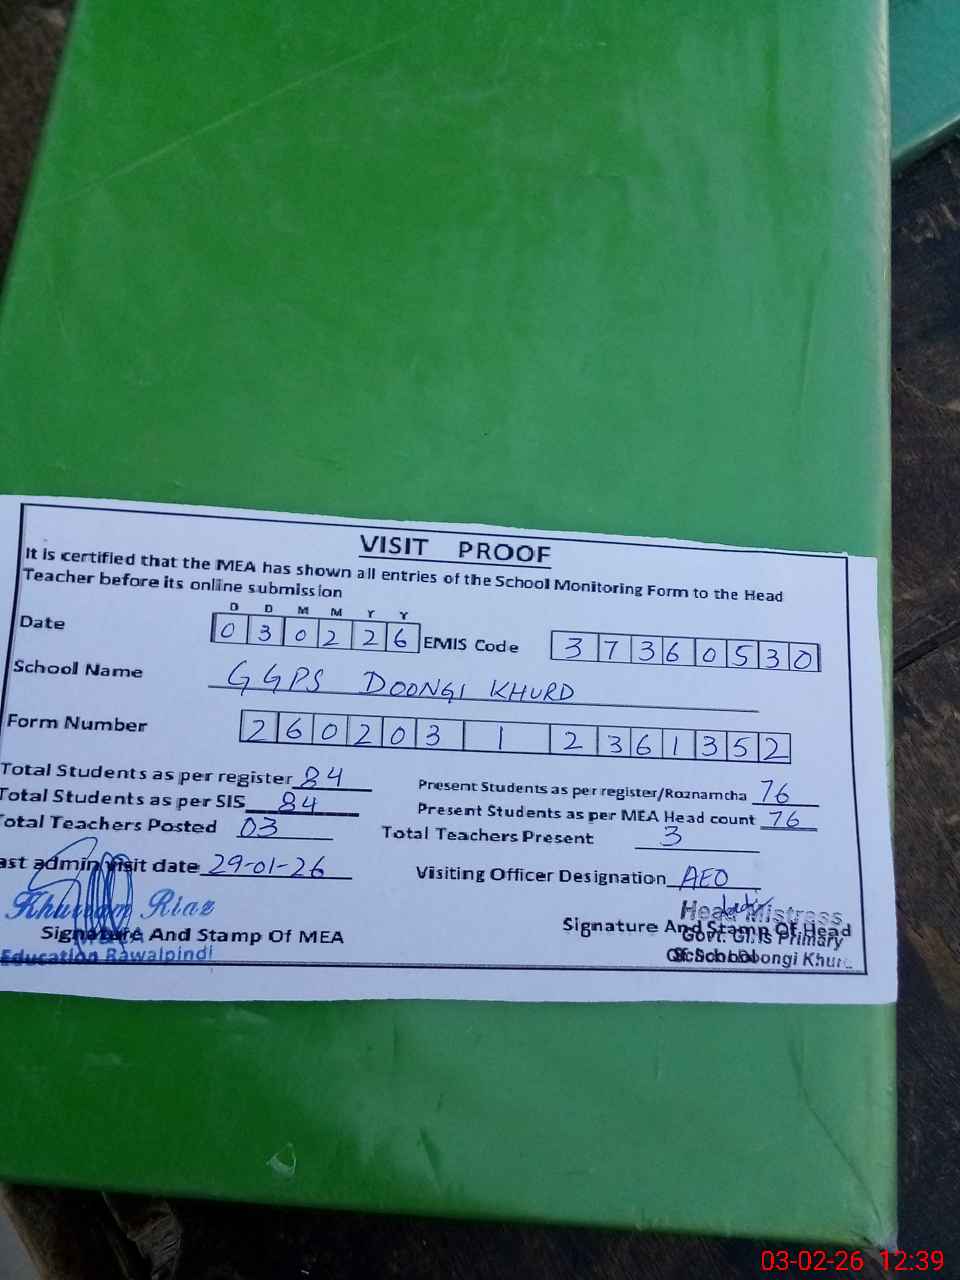 VISIT PROOF
It is certified that the MEA has shown all entries of the School Monitoring Form to the Head
Teacher before its online submission
D D M M Y Y
Date 0 3 0 2 2 6 EMIS Code 3 7 3 6 0 5 3 0
School Name GGPS DOONGI KHURD
Form Number 2 6 0 2 0 3 1 2 3 6 1 3 5 2
Total Students as per register 84 Present Students as per register/Roznamcha 76
Total Students as per SIS 84 Present Students as per MEA Head count 76
Total Teachers Posted 03 Total Teachers Present 3
ast admin visit date 29-01-26 Visiting Officer Designation AEO
Khurram Riaz Head Mistress
Signature And Stamp Of MEA Signature And Stamp Of Head
Education Rawalpindi Govt. Girls Primary
School Doongi Khur
03-02-26 12:39